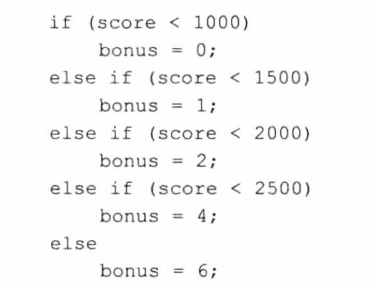 if (score < 1000)
    bonus = 0;
else if (score < 1500)
    bonus = 1;
else if (score < 2000)
    bonus = 2;
else if (score < 2500)
    bonus = 4;
else
    bonus = 6;